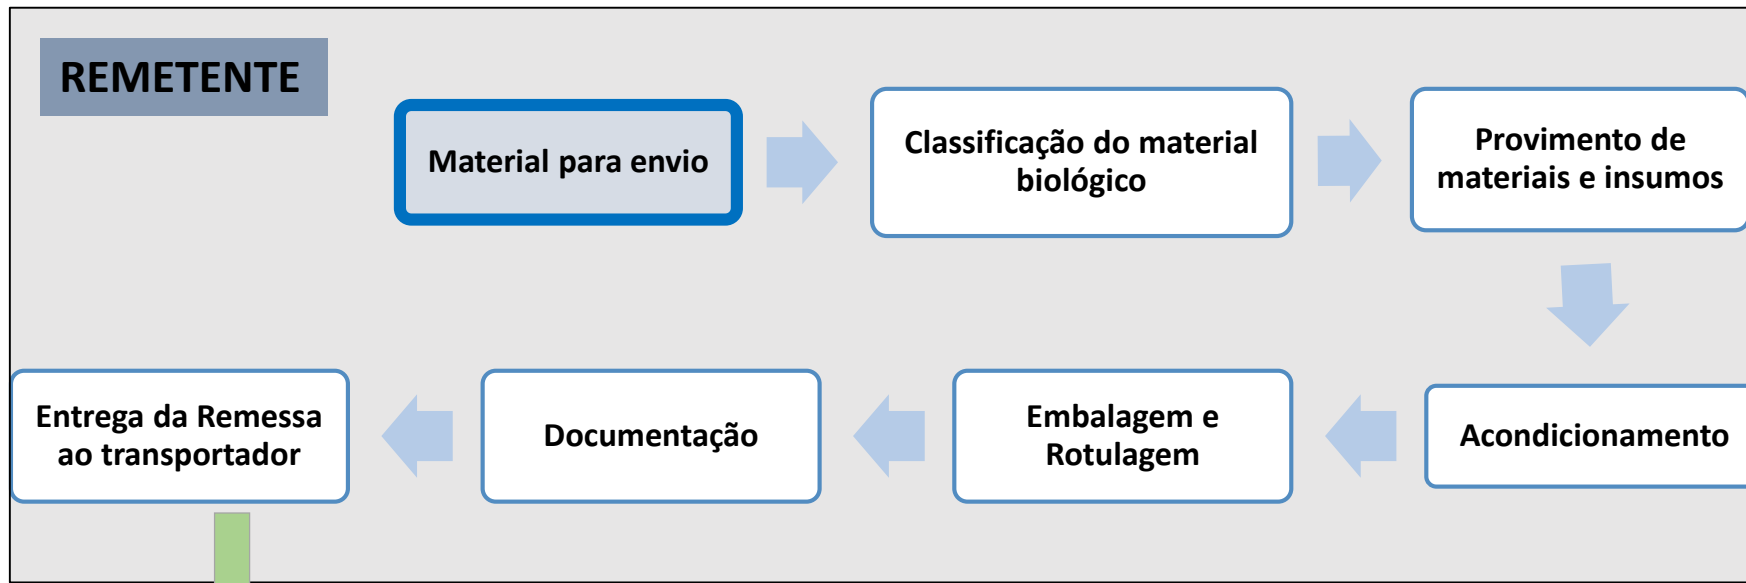 REMETENTE
Material para envio
Classificação do material
biológico
Provimento de
materiais e insumos
Acondicionamento
Embalagem e
Rotulagem
Documentação
Entrega da Remessa
ao transportador